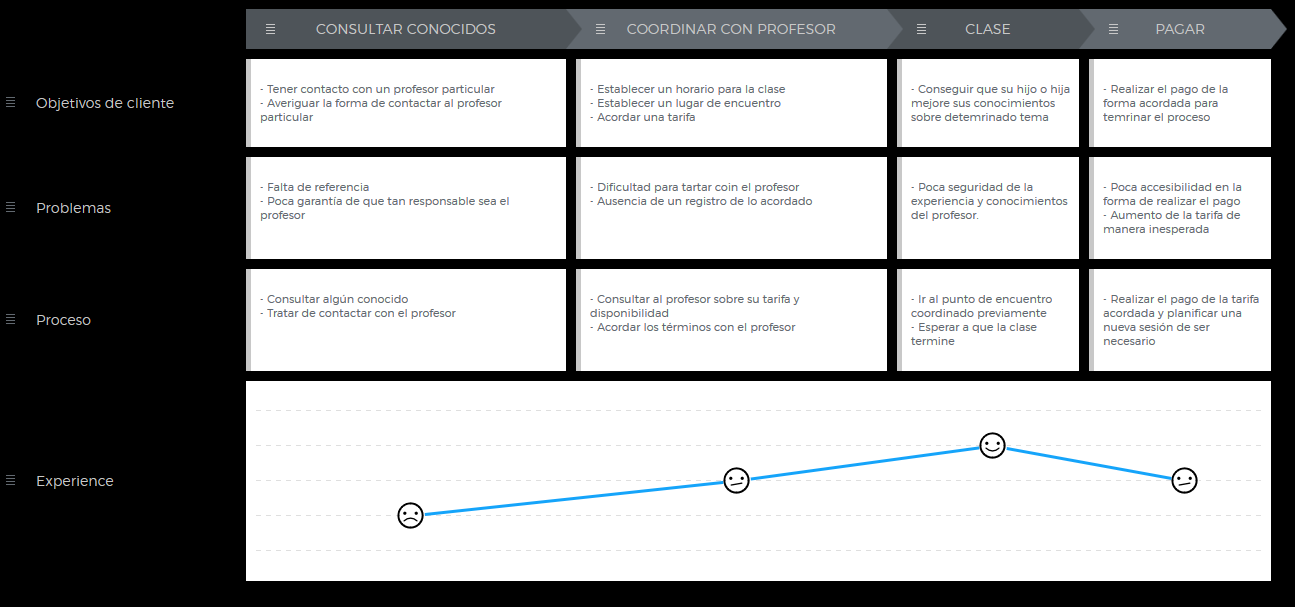 CONSULTAR CONOCIDOS
COORDINAR CON PROFESOR
CLASE
PAGAR
Objetivos de cliente
- Tener contacto con un profesor particular
- Averiguar la forma de contactar al profesor
particular
- Establecer un horario para la clase
- Establecer un lugar de encuentro
- Acordar una tarifa
- Conseguir que su hijo o hija
mejore sus conocimientos
sobre detemrinado tema
- Realizar el pago de la
forma acordada para
temrinar el proceso
Problemas
- Falta de referencia
- Poca garantía de que tan responsable sea el
profesor
- Dificultad para tartar coin el profesor
- Ausencia de un registro de lo acordado
- Poca seguridad de la
experiencia y conocimientos
del profesor.
- Poca accesibilidad en la
forma de realizar el pago
- Aumento de la tarifa de
manera inesperada
Proceso
- Consultar algún conocido
- Tratar de contactar con el profesor
- Consultar al profesor sobre su tarifa y
disponibilidad
- Acordar los términos con el profesor
- Ir al punto de encuentro
coordinado previamente
- Esperar a que la clase
termine
- Realizar el pago de la tarifa
acordada y planificar una
nueva sesión de ser
necesario
Experience